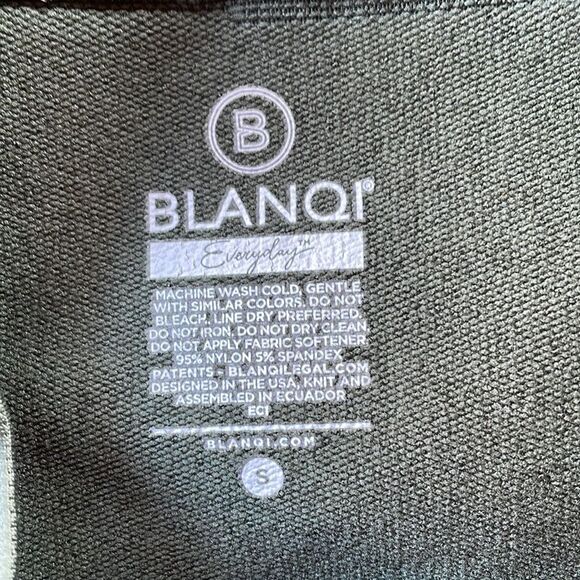 B
BLANQI®
Everyday™
MACHINE WASH COLD, GENTLE
WITH SIMILAR COLORS. DO NOT
BLEACH. LINE DRY PREFERRED.
DO NOT IRON. DO NOT DRY CLEAN.
DO NOT APPLY FABRIC SOFTENER.
95% NYLON 5% SPANDEX
PATENTS - BLANQILEGAL.COM
DESIGNED IN THE USA, KNIT AND
ASSEMBLED IN ECUADOR
EC1
BLANQI.COM
S